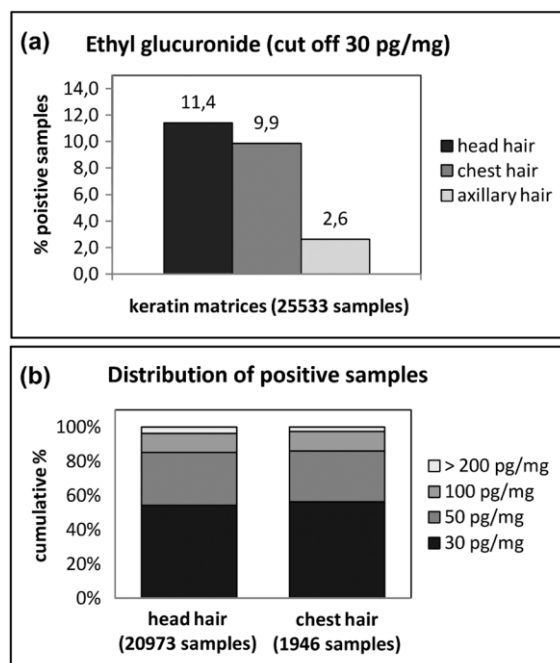 (a)
Ethyl glucuronide (cut off 30 pg/mg)
14,0
12,0
10,0
8,0
6,0
4,0
2,0
0,0
% poistive samples
11,4
9,9
2,6
head hair
chest hair
axillary hair
keratin matrices (25533 samples)
(b)
Distribution of positive samples
100%
80%
60%
40%
20%
0%
cumulative %
> 200 pg/mg
100 pg/mg
50 pg/mg
30 pg/mg
head hair
(20973 samples)
chest hair
(1946 samples)